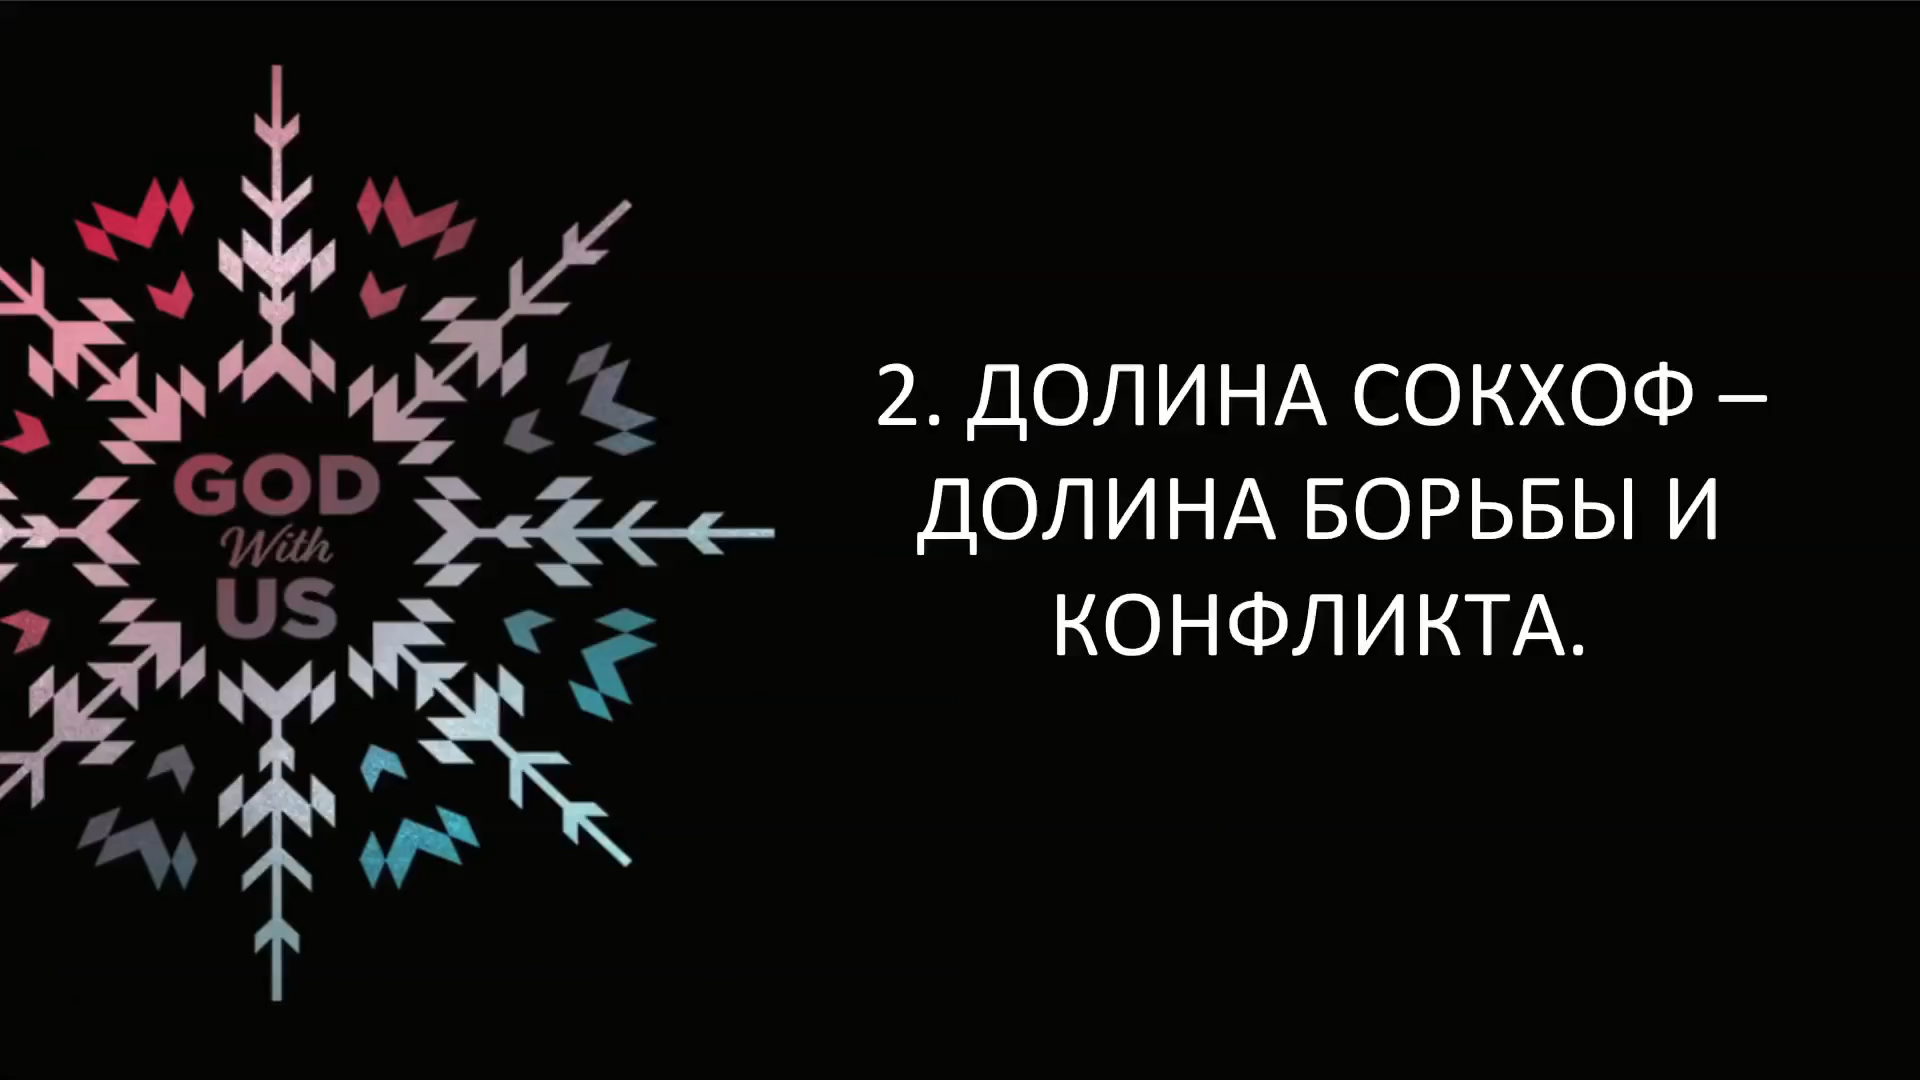 GOD
With
US
2. ДОЛИНА СОКХОФ –
ДОЛИНА БОРЬБЫ И
КОНФЛИКТА.